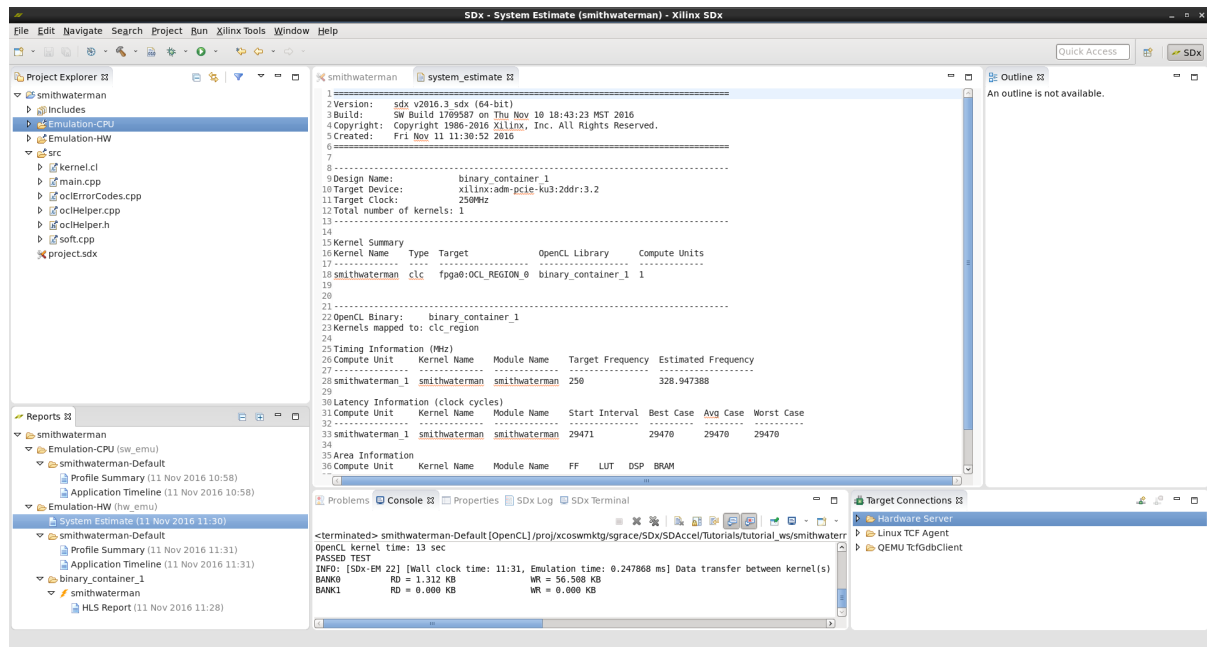 SDx - System Estimate (smithwaterman) - Xilinx SDx
File Edit Navigate Search Project Run Xilinx Tools Window Help
Quick Access
SDx
Project Explorer
smithwaterman
Includes
Emulation-CPU
Emulation-HW
src
kernel.cl
main.cpp
oclErrorCodes.cpp
oclHelper.cpp
oclHelper.h
soft.cpp
project.sdx
Reports
smithwaterman
Emulation-CPU (sw_emu)
smithwaterman-Default
Profile Summary (11 Nov 2016 10:58)
Application Timeline (11 Nov 2016 10:58)
Emulation-HW (hw_emu)
System Estimate (11 Nov 2016 11:30)
smithwaterman-Default
Profile Summary (11 Nov 2016 11:31)
Application Timeline (11 Nov 2016 11:31)
binary_container_1
smithwaterman
HLS Report (11 Nov 2016 11:28)
smithwaterman system_estimate
1 ===============================================================================
2 Version: sdx v2016.3_sdx (64-bit)
3 Build: SW Build 1709587 on Thu Nov 10 18:43:23 MST 2016
4 Copyright: Copyright 1986-2016 Xilinx, Inc. All Rights Reserved.
5 Created: Fri Nov 11 11:30:52 2016
6 ===============================================================================
7
8 -------------------------------------------------------------------------------
9 Design Name: binary_container_1
10 Target Device: xilinx:adm-pcie-ku3:2ddr:3.2
11 Target Clock: 250MHz
12 Total number of kernels: 1
13 -------------------------------------------------------------------------------
14
15 Kernel Summary
16 Kernel Name Type Target OpenCL Library Compute Units
17 ------------- ---- ------------------ ------------------ -------------
18 smithwaterman clc fpga0:OCL_REGION_0 binary_container_1 1
19
20
21 -------------------------------------------------------------------------------
22 OpenCL Binary: binary_container_1
23 Kernels mapped to: clc_region
24
25 Timing Information (MHz)
26 Compute Unit Kernel Name Module Name Target Frequency Estimated Frequency
27 --------------- ------------- ------------- ---------------- -------------------
28 smithwaterman_1 smithwaterman smithwaterman 250 328.947388
29
30 Latency Information (clock cycles)
31 Compute Unit Kernel Name Module Name Start Interval Best Case Avg Case Worst Case
32 --------------- ------------- ------------- -------------- --------- -------- ----------
33 smithwaterman_1 smithwaterman smithwaterman 29471 29470 29470 29470
34
35 Area Information
36 Compute Unit Kernel Name Module Name FF LUT DSP BRAM
Problems Console Properties SDx Log SDx Terminal
<terminated> smithwaterman-Default [OpenCL] /proj/xcoswmktg/sgrace/SDx/SDAccel/Tutorials/tutorial_ws/smithwaterr
OpenCL kernel time: 13 sec
PASSED TEST
INFO: [SDx-EM 22] [Wall clock time: 11:31, Emulation time: 0.247868 ms] Data transfer between kernel(s)
BANK0 RD = 1.312 KB WR = 56.508 KB
BANK1 RD = 0.000 KB WR = 0.000 KB
Outline
An outline is not available.
Target Connections
Hardware Server
Linux TCF Agent
QEMU TcfGdbClient